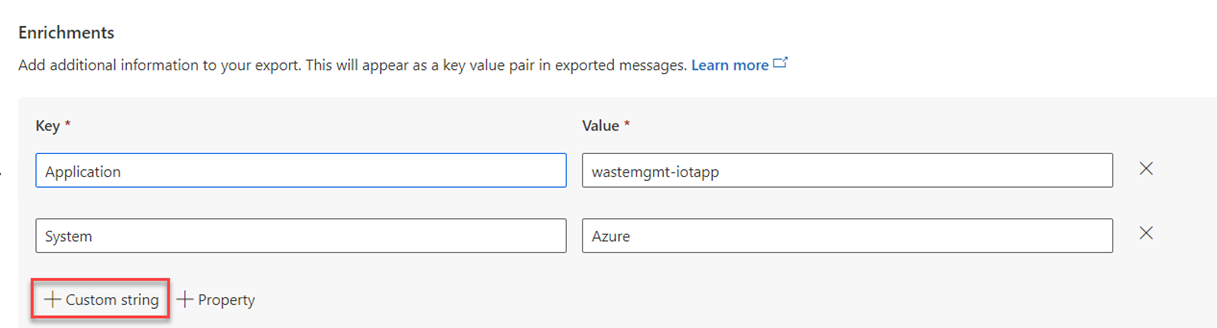 Enrichments
Add additional information to your export. This will appear as a key value pair in exported messages. Learn more
Key * Value *
Application wastemgmt-iotapp
System Azure
+ Custom string + Property